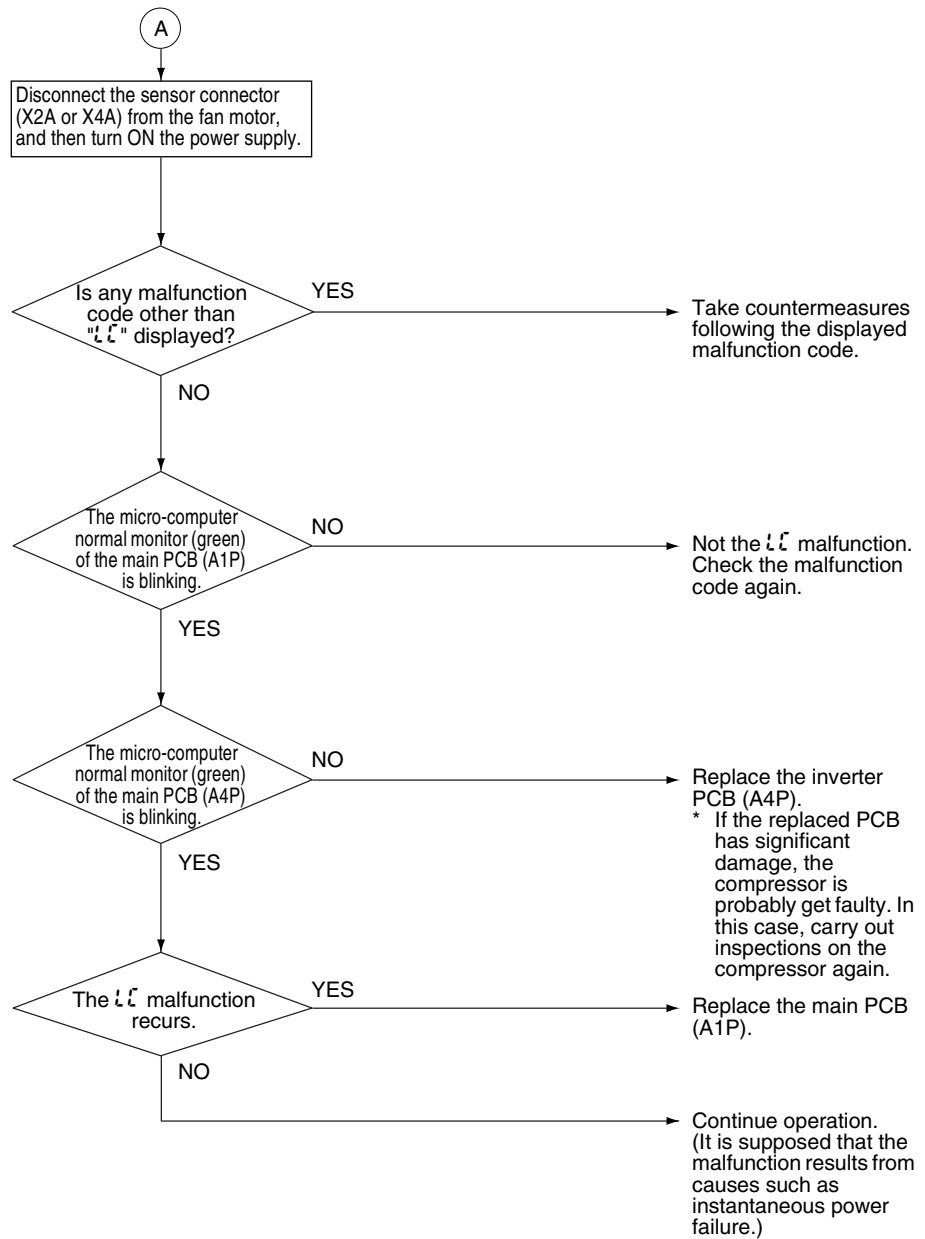 A
Disconnect the sensor connector
(X2A or X4A) from the fan motor,
and then turn ON the power supply.
Is any malfunction
code other than
"LC" displayed?
YES
Take countermeasures
following the displayed
malfunction code.
NO
The micro-computer
normal monitor (green)
of the main PCB (A1P)
is blinking.
NO
Not the LC malfunction.
Check the malfunction
code again.
YES
The micro-computer
normal monitor (green)
of the main PCB (A4P)
is blinking.
NO
Replace the inverter
PCB (A4P).
* If the replaced PCB
has significant
damage, the
compressor is
probably get faulty. In
this case, carry out
inspections on the
compressor again.
YES
The LC malfunction
recurs.
YES
Replace the main PCB
(A1P).
NO
Continue operation.
(It is supposed that the
malfunction results from
causes such as
instantaneous power
failure.)